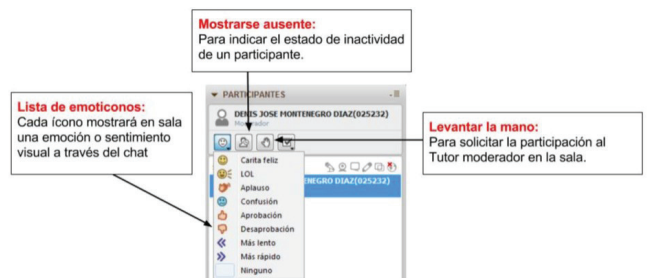 Mostrarse ausente:
Para indicar el estado de inactividad
de un participante.
Lista de emoticonos:
Cada ícono mostrará en sala
una emoción o sentimiento
visual a través del chat
PARTICIPANTES
DENIS JOSE MONTENEGRO DIAZ(025232)
Moderador
Levantar la mano:
Para solicitar la participación al
Tutor moderador en la sala.
NEGRO DIAZ(025232)
Carita feliz
LOL
Aplauso
Confusión
Aprobación
Desaprobación
Más lento
Más rápido
Ninguno